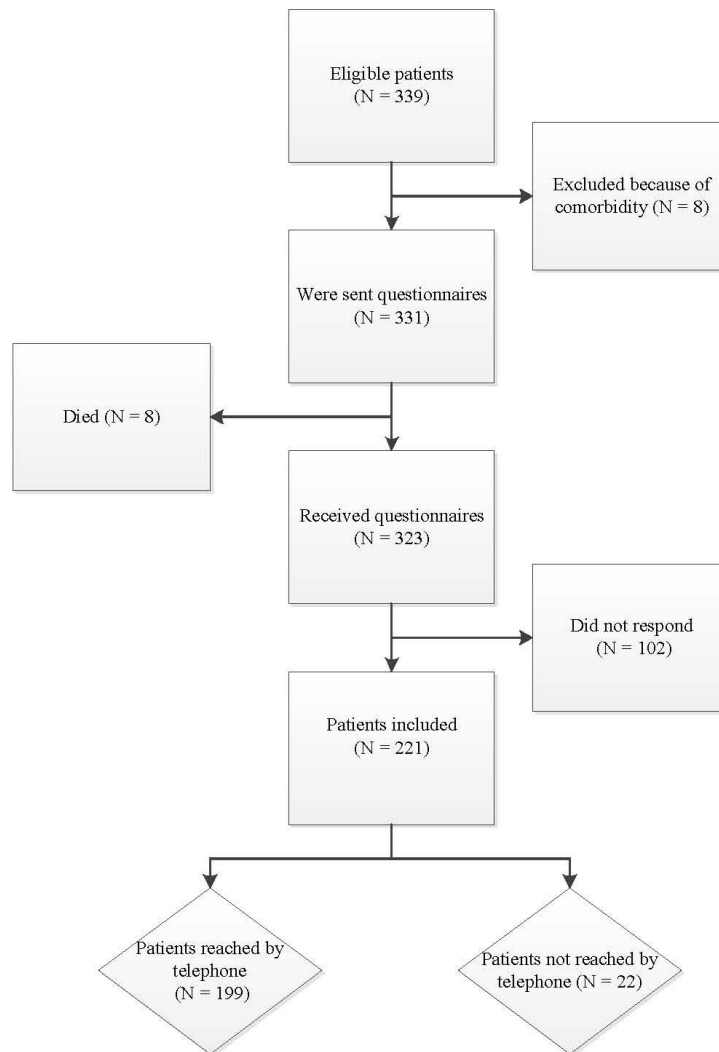 Eligible patients
(N = 339)
Excluded because of
comorbidity (N = 8)
Were sent questionnaires
(N = 331)
Died (N = 8)
Received questionnaires
(N = 323)
Did not respond
(N = 102)
Patients included
(N = 221)
Patients reached by
telephone
(N = 199)
Patients not reached by
telephone (N = 22)